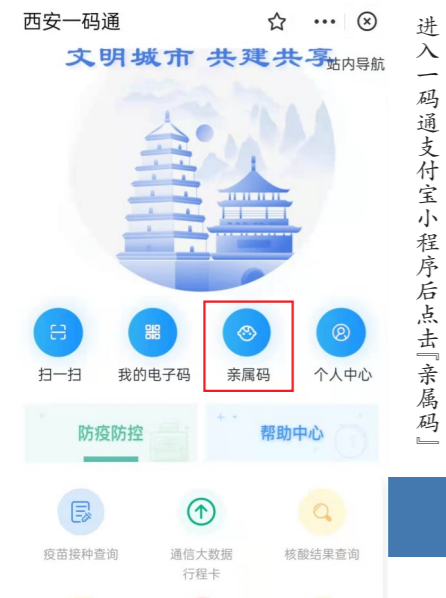 西安一码通
文明城市 共建共享
站内导航
扫一扫
我的电子码
亲属码
个人中心
防疫防控
帮助中心
疫苗接种查询
通信大数据
行程卡
核酸结果查询
进入一码通支付宝小程序后点击『亲属码』